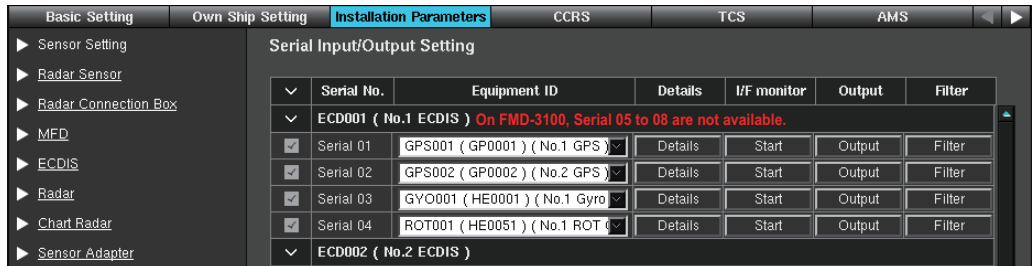 Basic Setting Own Ship Setting Installation Parameters CCRS TCS AMS
Sensor Setting
Radar Sensor
Radar Connection Box
MFD
ECDIS
Radar
Chart Radar
Sensor Adapter
Serial Input/Output Setting
Serial No. Equipment ID Details I/F monitor Output Filter
ECD001 ( No.1 ECDIS ) On FMD-3100, Serial 05 to 08 are not available.
Serial 01 GPS001 ( GP0001 ) ( No.1 GPS ) Details Start Output Filter
Serial 02 GPS002 ( GP0002 ) ( No.2 GPS ) Details Start Output Filter
Serial 03 GYO001 ( HE0001 ) ( No.1 Gyro Details Start Output Filter
Serial 04 ROT001 ( HE0051 ) ( No.1 ROT Details Start Output Filter
ECD002 ( No.2 ECDIS )